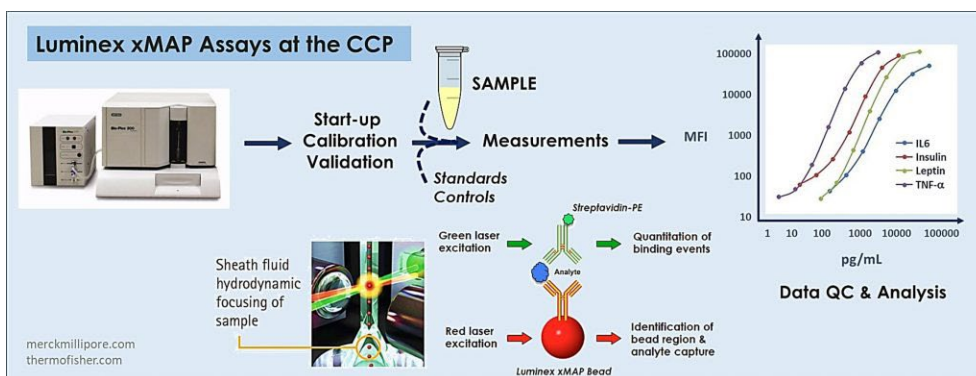 Luminex xMAP Assays at the CCP
Start-up
Calibration
Validation
SAMPLE
Standards
Controls
Measurements
MFI
100000
10000
1000
100
10
IL6
Insulin
Leptin
TNF-α
1
10
100
1000
10000
100000
pg/mL
Data QC & Analysis
Sheath fluid
hydrodynamic
focusing of
sample
Green laser
excitation
Streptavidin-PE
Analyte
Quantitation of
binding events
Red laser
excitation
Identification of
bead region &
analyte capture
Luminex xMAP Bead
merckmillipore.com
thermofisher.com